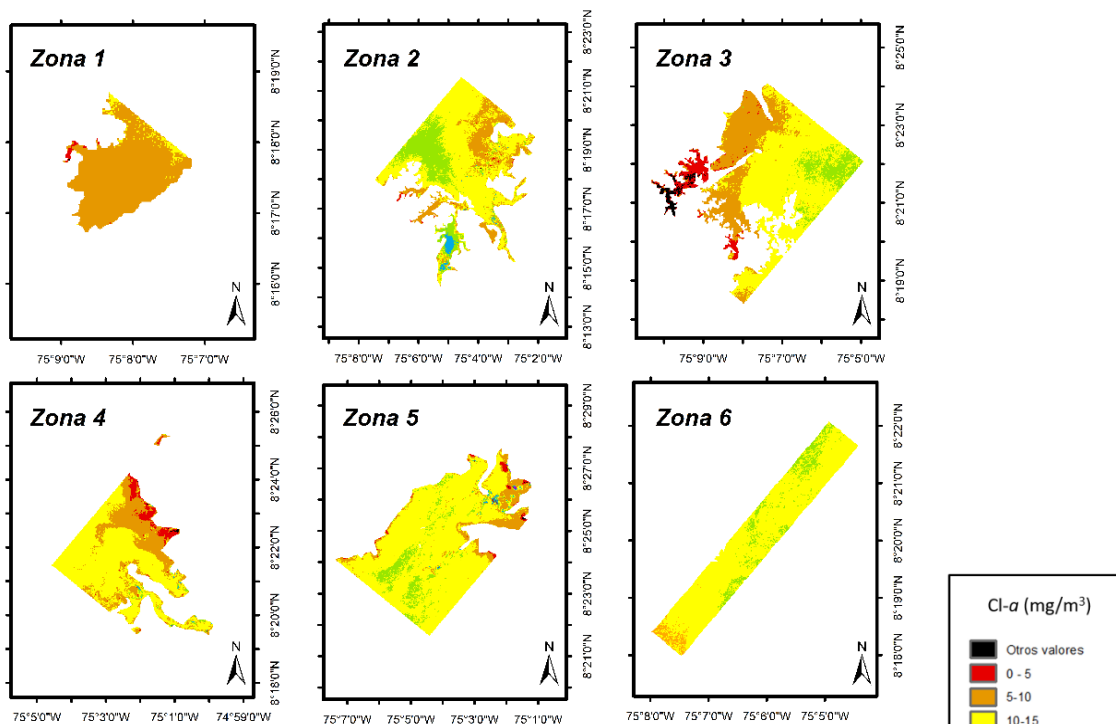 Zona 1
8°19'0"N
8°18'0"N
8°17'0"N
8°16'0"N
N
75°9'0"W 75°8'0"W 75°7'0"W
Zona 2
8°23'0"N
8°21'0"N
8°19'0"N
8°17'0"N
8°15'0"N
8°13'0"N
N
75°8'0"W 75°6'0"W 75°4'0"W 75°2'0"W
Zona 3
8°25'0"N
8°23'0"N
8°21'0"N
8°19'0"N
N
75°9'0"W 75°7'0"W 75°5'0"W
Zona 4
8°26'0"N
8°24'0"N
8°22'0"N
8°20'0"N
8°18'0"N
N
75°5'0"W 75°3'0"W 75°1'0"W 74°59'0"W
Zona 5
8°29'0"N
8°27'0"N
8°25'0"N
8°23'0"N
8°21'0"N
N
75°7'0"W 75°5'0"W 75°3'0"W 75°1'0"W
Zona 6
8°22'0"N
8°21'0"N
8°20'0"N
8°19'0"N
8°18'0"N
N
75°8'0"W 75°7'0"W 75°6'0"W 75°5'0"W
Cl-a (mg/m³)
Otros valores
0 - 5
5-10
10-15